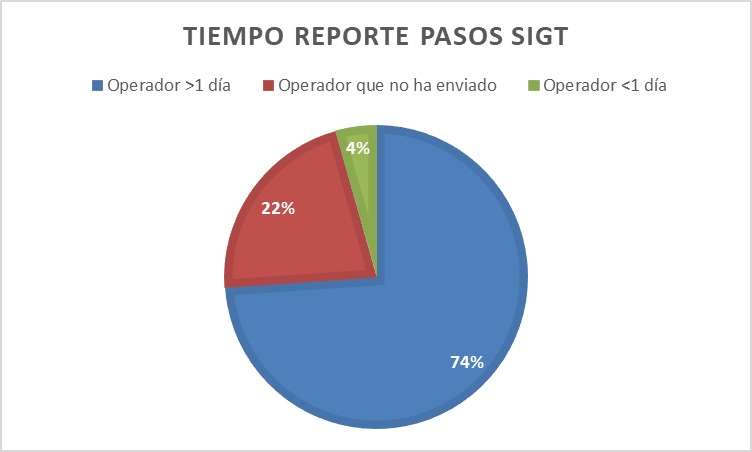 TIEMPO REPORTE PASOS SIGT
Operador >1 día Operador que no ha enviado Operador <1 día
4%
22%
74%